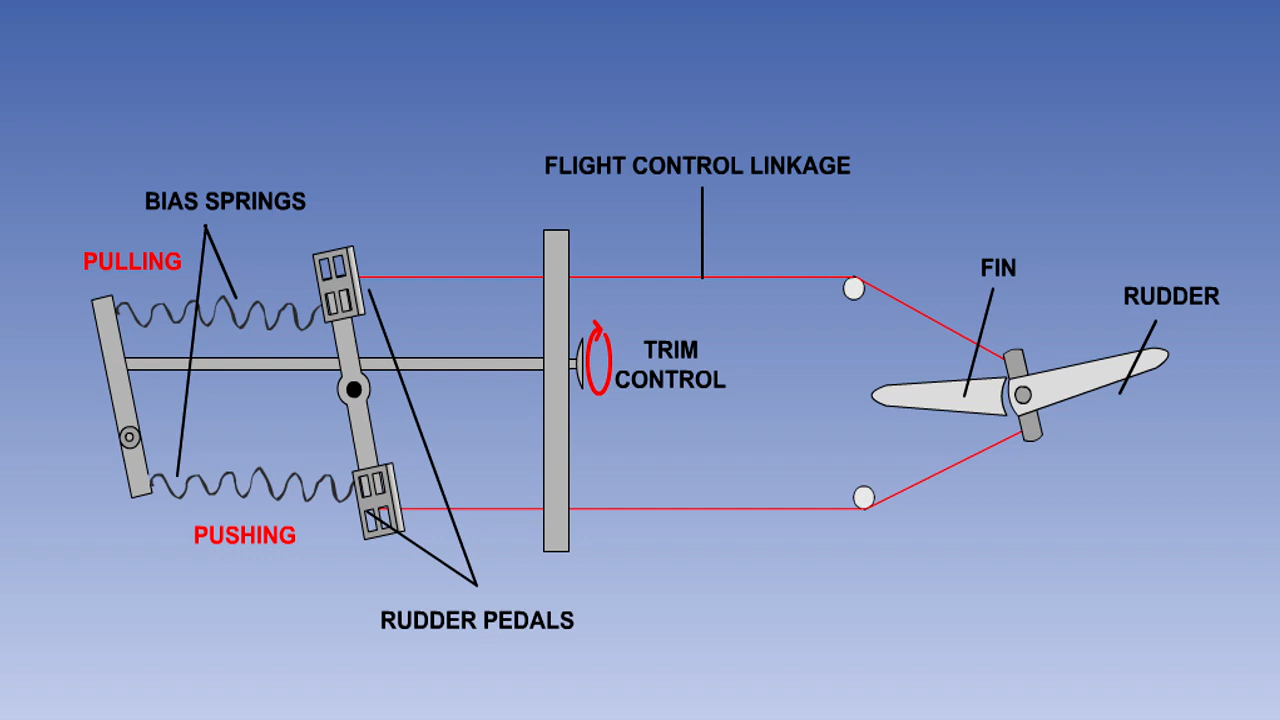 FLIGHT CONTROL LINKAGE
BIAS SPRINGS
PULLING
FIN
RUDDER
TRIM
CONTROL
PUSHING
RUDDER PEDALS